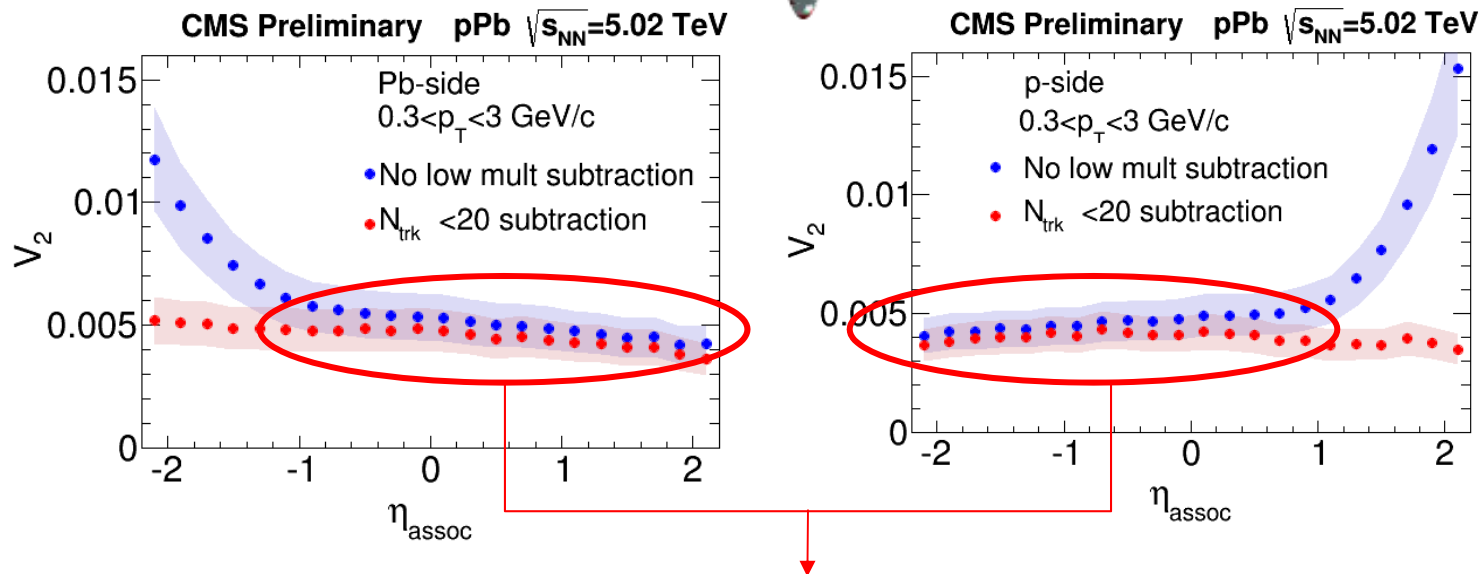 CMS Preliminary pPb √sNN=5.02 TeV
Pb-side
0.3<pT<3 GeV/c
No low mult subtraction
Ntrk <20 subtraction
V2
0.015
0.01
0.005
0
-2 -1 0 1 2
ηassoc
CMS Preliminary pPb √sNN=5.02 TeV
p-side
0.3<pT<3 GeV/c
No low mult subtraction
Ntrk <20 subtraction
V2
0.015
0.01
0.005
0
-2 -1 0 1 2
ηassoc